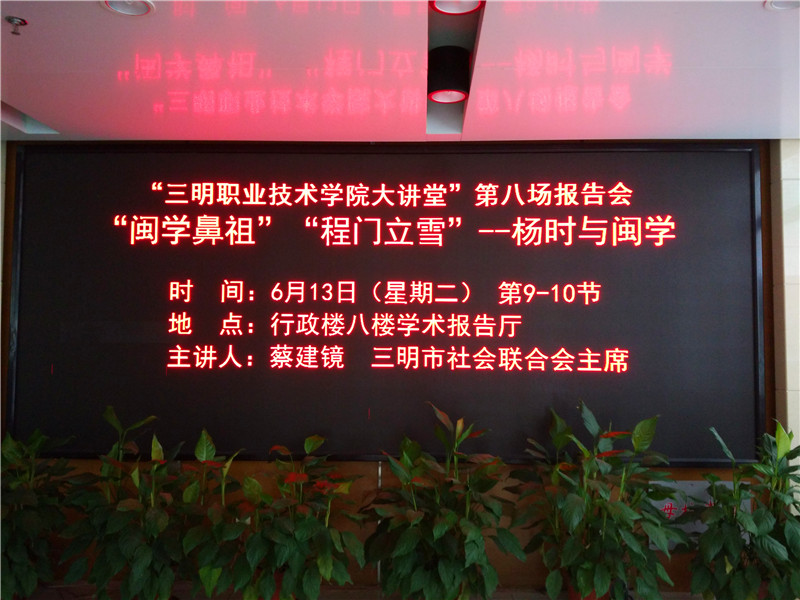 “三明职业技术学院大讲堂”第八场报告会
“闽学鼻祖”“程门立雪”--杨时与闽学
时 间：6月13日（星期二） 第9-10节
地 点：行政楼八楼学术报告厅
主讲人：蔡建镜 三明市社会联合会主席